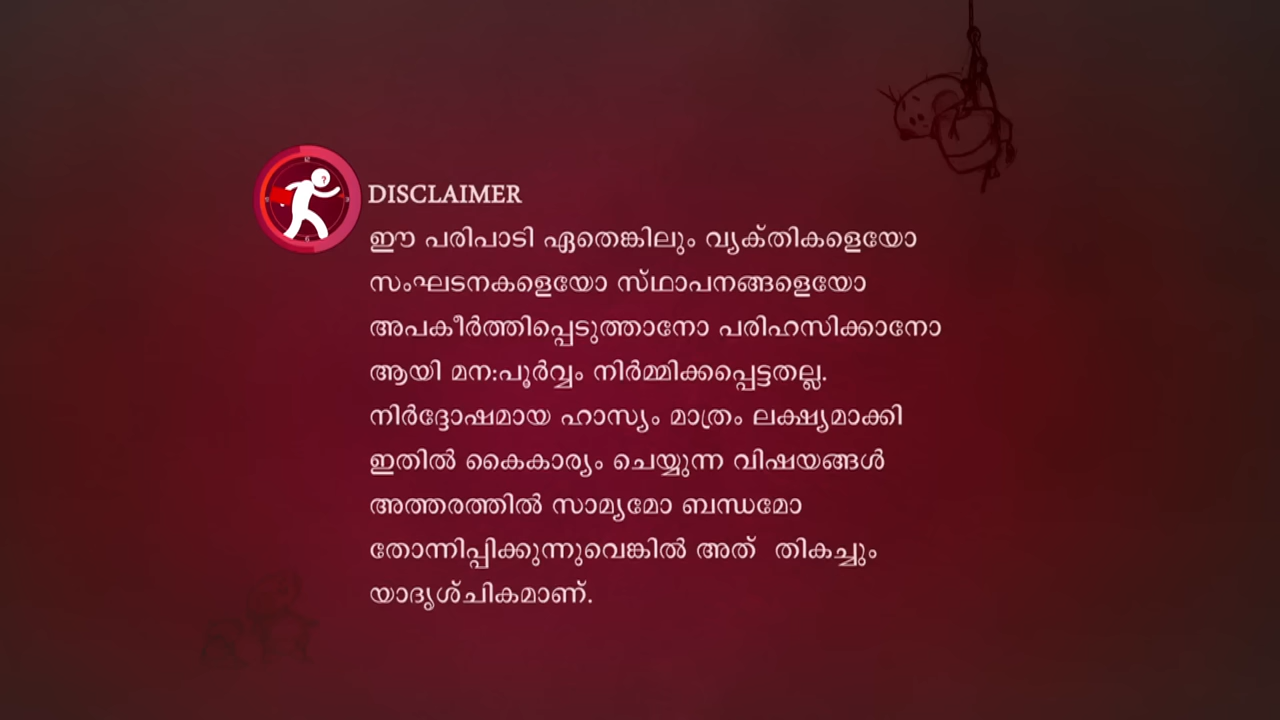 DISCLAIMER
ഈ പരിപാടി ഏതെങ്കിലും വ്യക്തികളെയോ
സംഘടനകളെയോ സ്ഥാപനങ്ങളെയോ
അപകീർത്തിപ്പെടുത്താനോ പരിഹസിക്കാനോ
ആയി മന:പൂർവ്വം നിർമ്മിക്കപ്പെട്ടതല്ല.
നിർദ്ദോഷമായ ഹാസ്യം മാത്രം ലക്ഷ്യമാക്കി
ഇതിൽ കൈകാര്യം ചെയ്യുന്ന വിഷയങ്ങൾ
അത്തരത്തിൽ സാമ്യമോ ബന്ധമോ
തോന്നിപ്പിക്കുന്നുവെങ്കിൽ അത് തികച്ചും
യാദൃശ്ചികമാണ്.